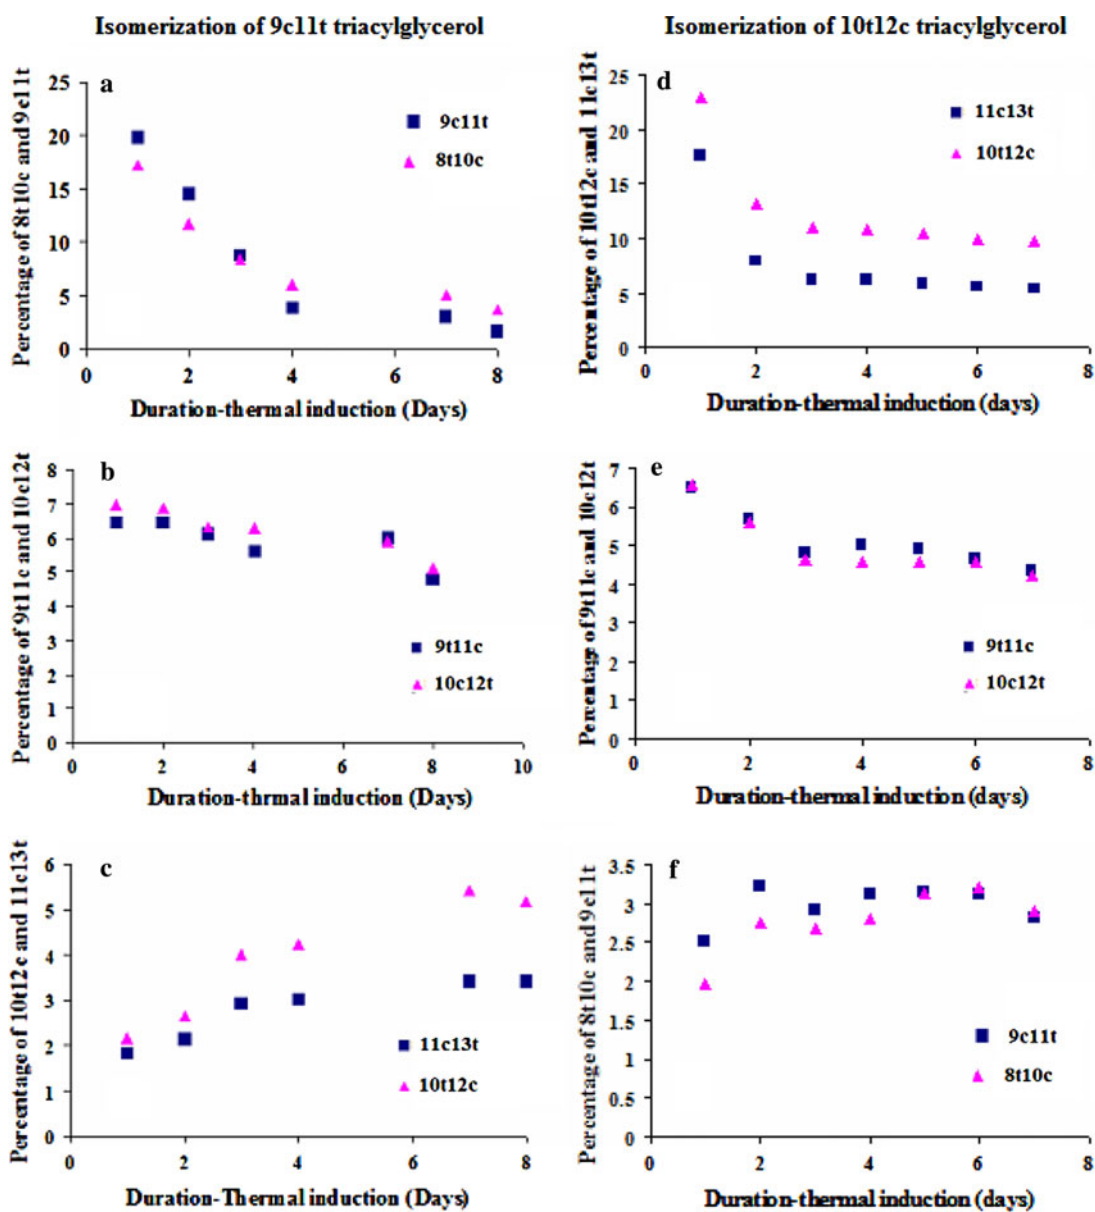 Isomerization of 9c11t triacylglycerol
a
Percentage of 8t10c and 9c11t
25
20
15
10
5
0
9c11t
8t10c
0 2 4 6 8
Duration-thermal induction (Days)
b
Percentage of 9t11c and 10c12t
8
7
6
5
4
3
2
1
0
9t11c
10c12t
0 2 4 6 8 10
Duration-thrmal induction (Days)
c
Percentage of 10t12c and 11c13t
6
5
4
3
2
1
0
11c13t
10t12c
0 2 4 6 8
Duration-Thermal induction (Days)
Isomerization of 10t12c triacylglycerol
d
Percentage of 10t12c and 11c13t
25
20
15
10
5
0
11c13t
10t12c
0 2 4 6 8
Duration-thermal induction (days)
e
Percentage of 9t11c and 10c12t
7
6
5
4
3
2
1
0
9t11c
10c12t
0 2 4 6 8
Duration-thermal induction (days)
f
Percentage of 8t10c and 9c11t
3.5
3
2.5
2
1.5
1
0.5
0
9c11t
8t10c
0 2 4 6 8
Duration-thermal induction (days)